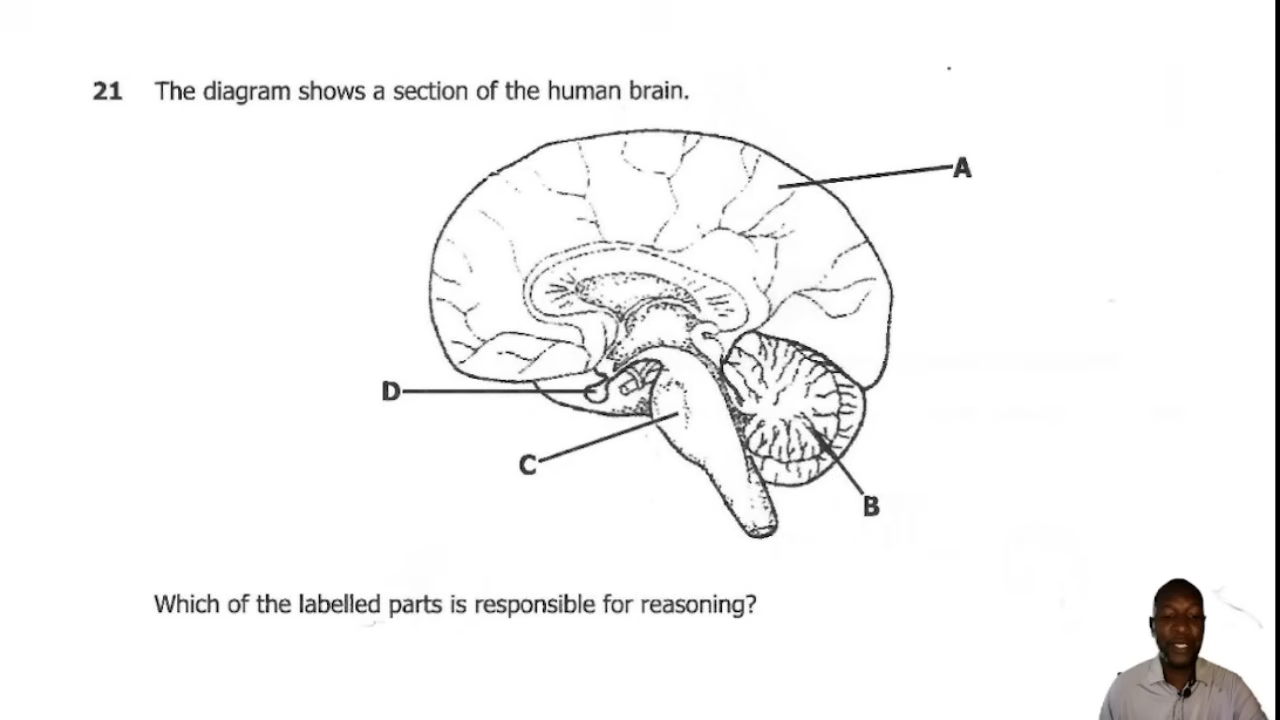 21 The diagram shows a section of the human brain.
A
D
C
B
Which of the labelled parts is responsible for reasoning?